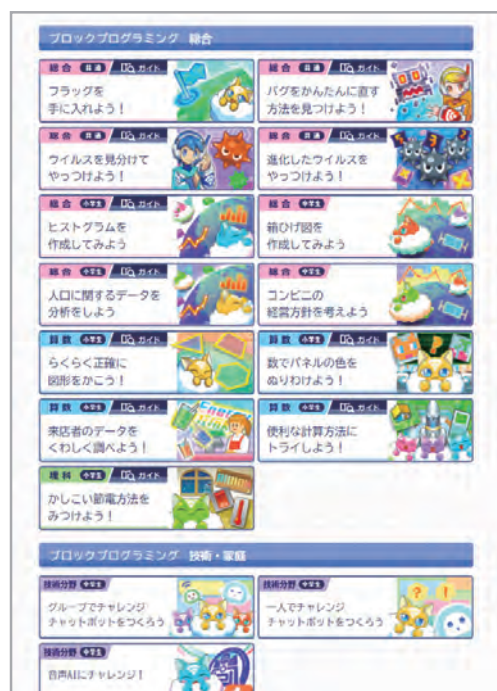 ブロックプログラミング 総合
総合 共通 ガイド
フラッグを
手に入れよう！
総合 共通 ガイド
バグをかんたんに直す
方法を見つけよう！
総合 共通 ガイド
ウイルスを見分けて
やっつけよう！
総合 共通 ガイド
進化したウイルスを
やっつけよう！
総合 小学生 ガイド
ヒストグラムを
作成してみよう
総合 中学生
箱ひげ図を
作成してみよう
総合 小学生 ガイド
人口に関するデータを
分析をしよう
総合 中学生
コンビニの
経営方針を考えよう
算数 小学生 ガイド
らくらく正確に
図形をかこう！
算数 小学生 ガイド
数でパネルの色を
ぬりわけよう！
算数 小学生 ガイド
来店者のデータを
くわしく調べよう！
算数 小学生 ガイド
便利な計算方法に
トライしよう！
理科 小学生 ガイド
かしこい節電方法を
みつけよう！
ブロックプログラミング 技術・家庭
技術分野 中学生
グループでチャレンジ
チャットボットをつくろう
技術分野 中学生
一人でチャレンジ
チャットボットをつくろう
技術分野 中学生
音声AIにチャレンジ！